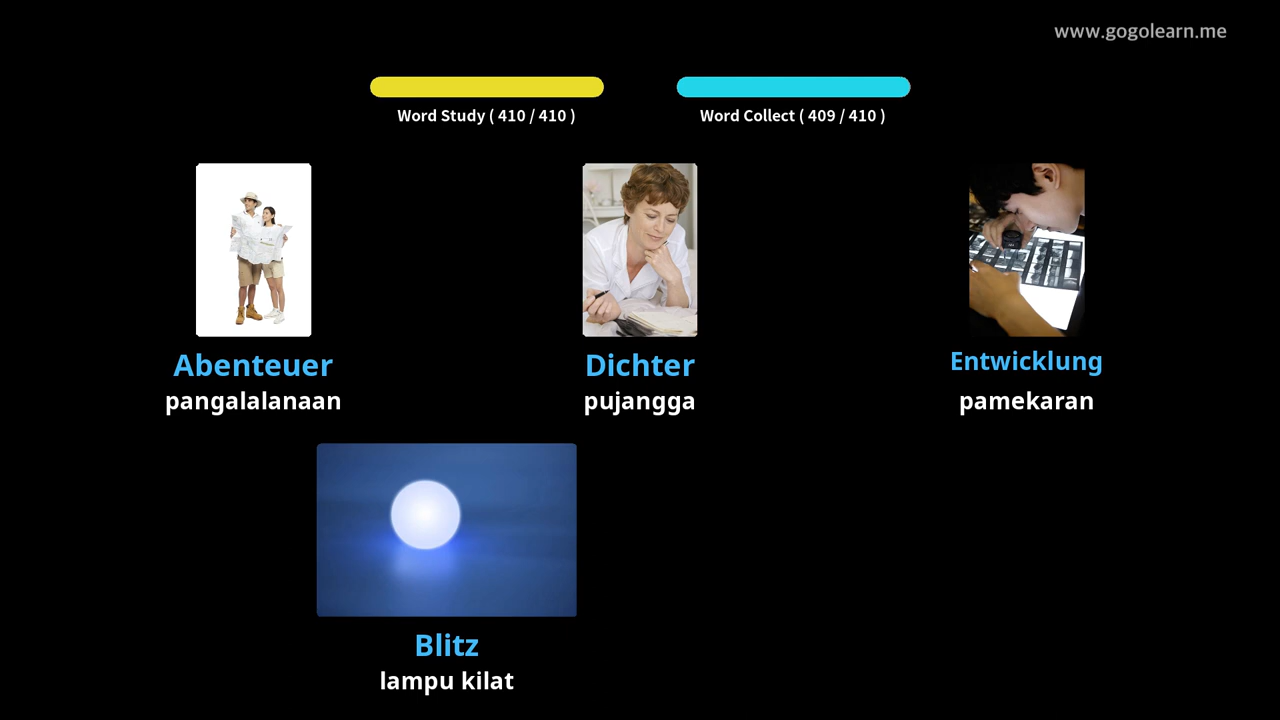 www.gogolearn.me
Word Study ( 410 / 410 )
Word Collect ( 409 / 410 )
Abenteuer
pangalalanaan
Dichter
pujangga
Entwicklung
pamekaran
Blitz
lampu kilat